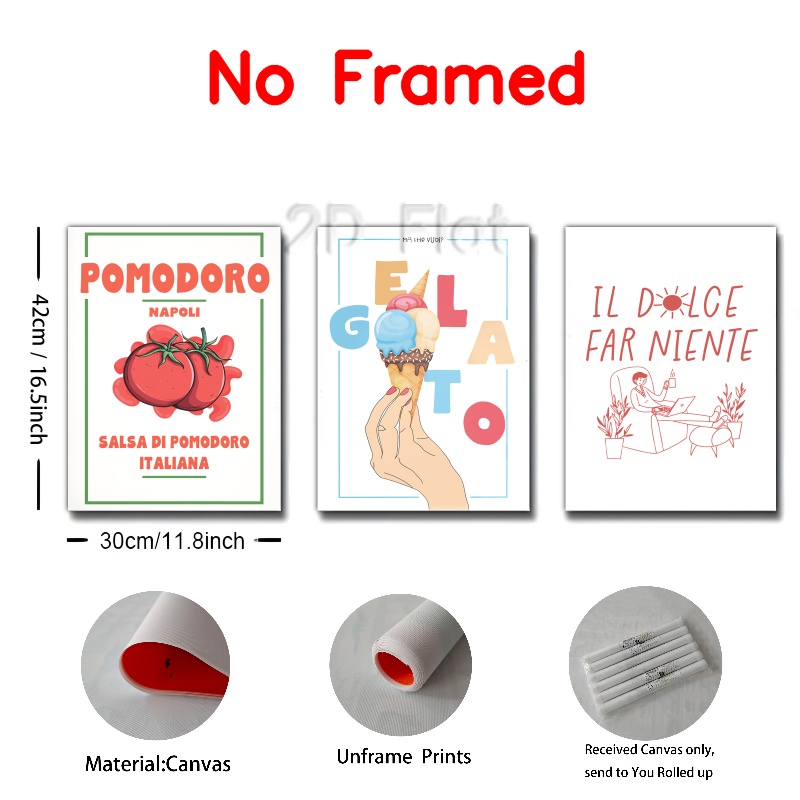 No Framed
2D Flat
42cm / 16.5inch
POMODORO
NAPOLI
SALSA DI POMODORO
ITALIANA
30cm/11.8inch
GELATO
IL DOLCE
FAR NIENTE
Material:Canvas
Unframe Prints
Received Canvas only,
send to You Rolled up